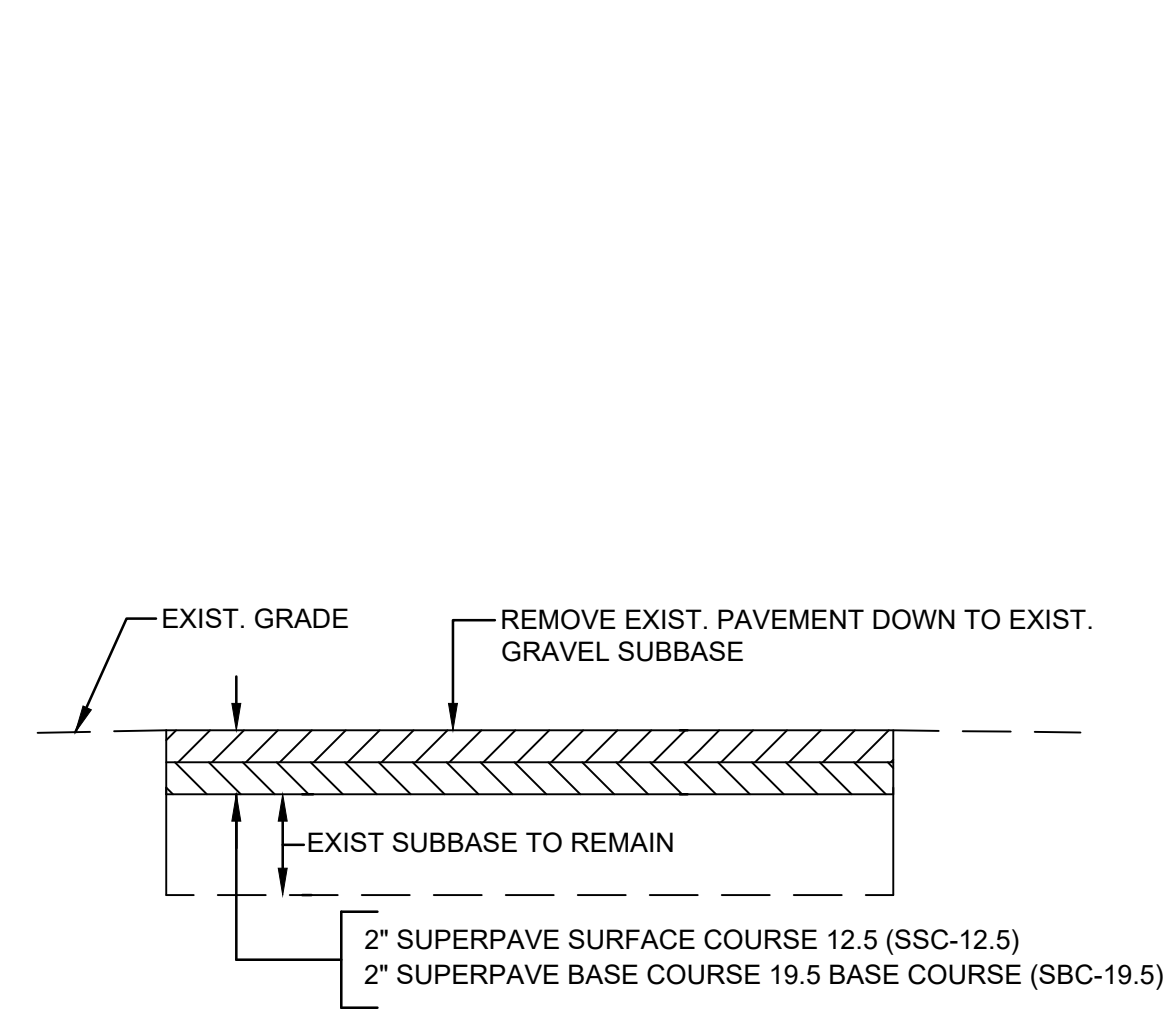 EXIST. GRADE
REMOVE EXIST. PAVEMENT DOWN TO EXIST.
GRAVEL SUBBASE
EXIST SUBBASE TO REMAIN
2" SUPERPAVE SURFACE COURSE 12.5 (SSC-12.5)
2" SUPERPAVE BASE COURSE 19.5 BASE COURSE (SBC-19.5)